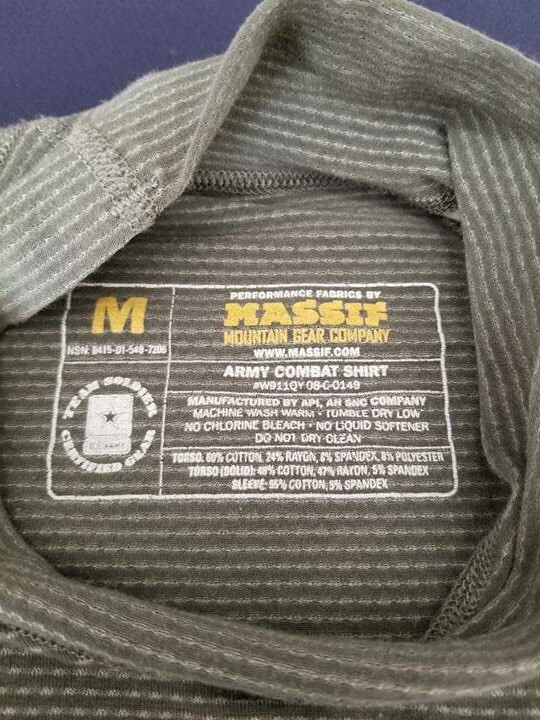 M
NSN: 8415-01-548-7206
TEAM SOLDIER
U.S. ARMY
CERTIFIED GEAR
PERFORMANCE FABRICS BY
MASSIF
MOUNTAIN GEAR COMPANY
WWW.MASSIF.COM
ARMY COMBAT SHIRT
#W911QY-08-C-0149
MANUFACTURED BY API, AN SNC COMPANY
MACHINE WASH WARM • TUMBLE DRY LOW
NO CHLORINE BLEACH • NO LIQUID SOFTENER
DO NOT DRY CLEAN
TORSO: 60% COTTON, 24% RAYON, 8% SPANDEX, 8% POLYESTER
TORSO (SOLID): 48% COTTON, 47% RAYON, 5% SPANDEX
SLEEVE: 95% COTTON, 5% SPANDEX